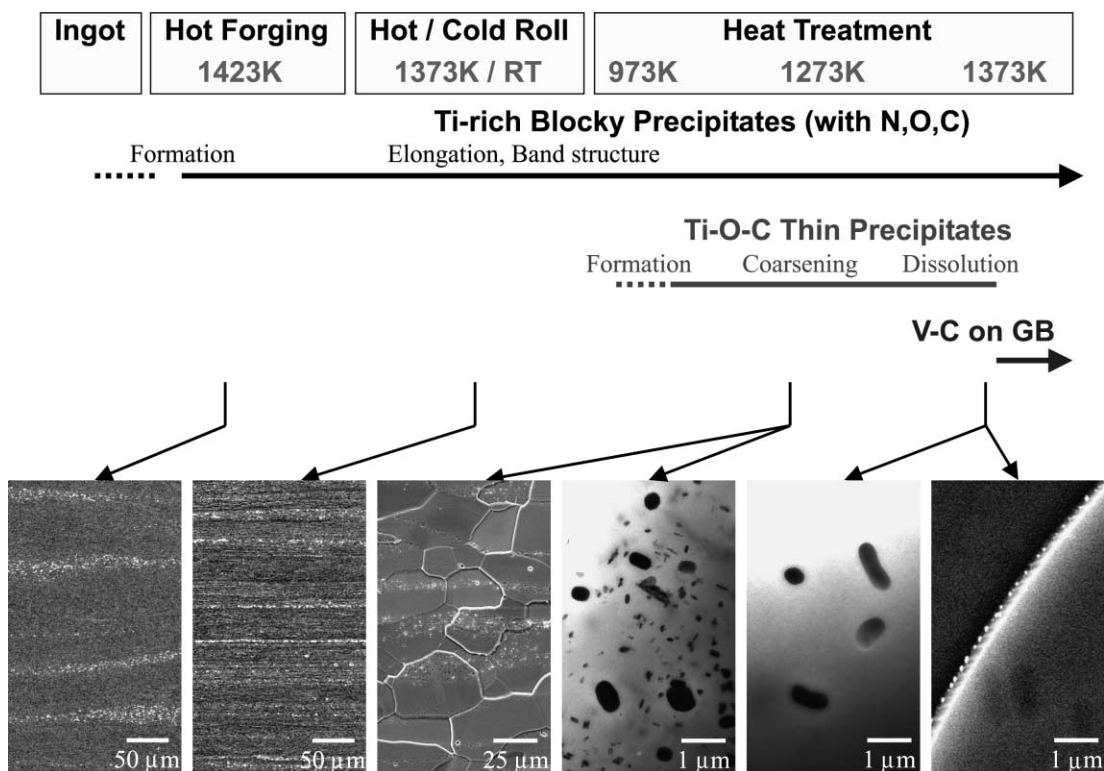 Ingot
Hot Forging
1423K
Hot / Cold Roll
1373K / RT
Heat Treatment
973K 1273K 1373K
Ti-rich Blocky Precipitates (with N,O,C)
Formation
Elongation, Band structure
Ti-O-C Thin Precipitates
Formation Coarsening Dissolution
V-C on GB
50 µm
50 µm
25 µm
1 µm
1 µm
1 µm